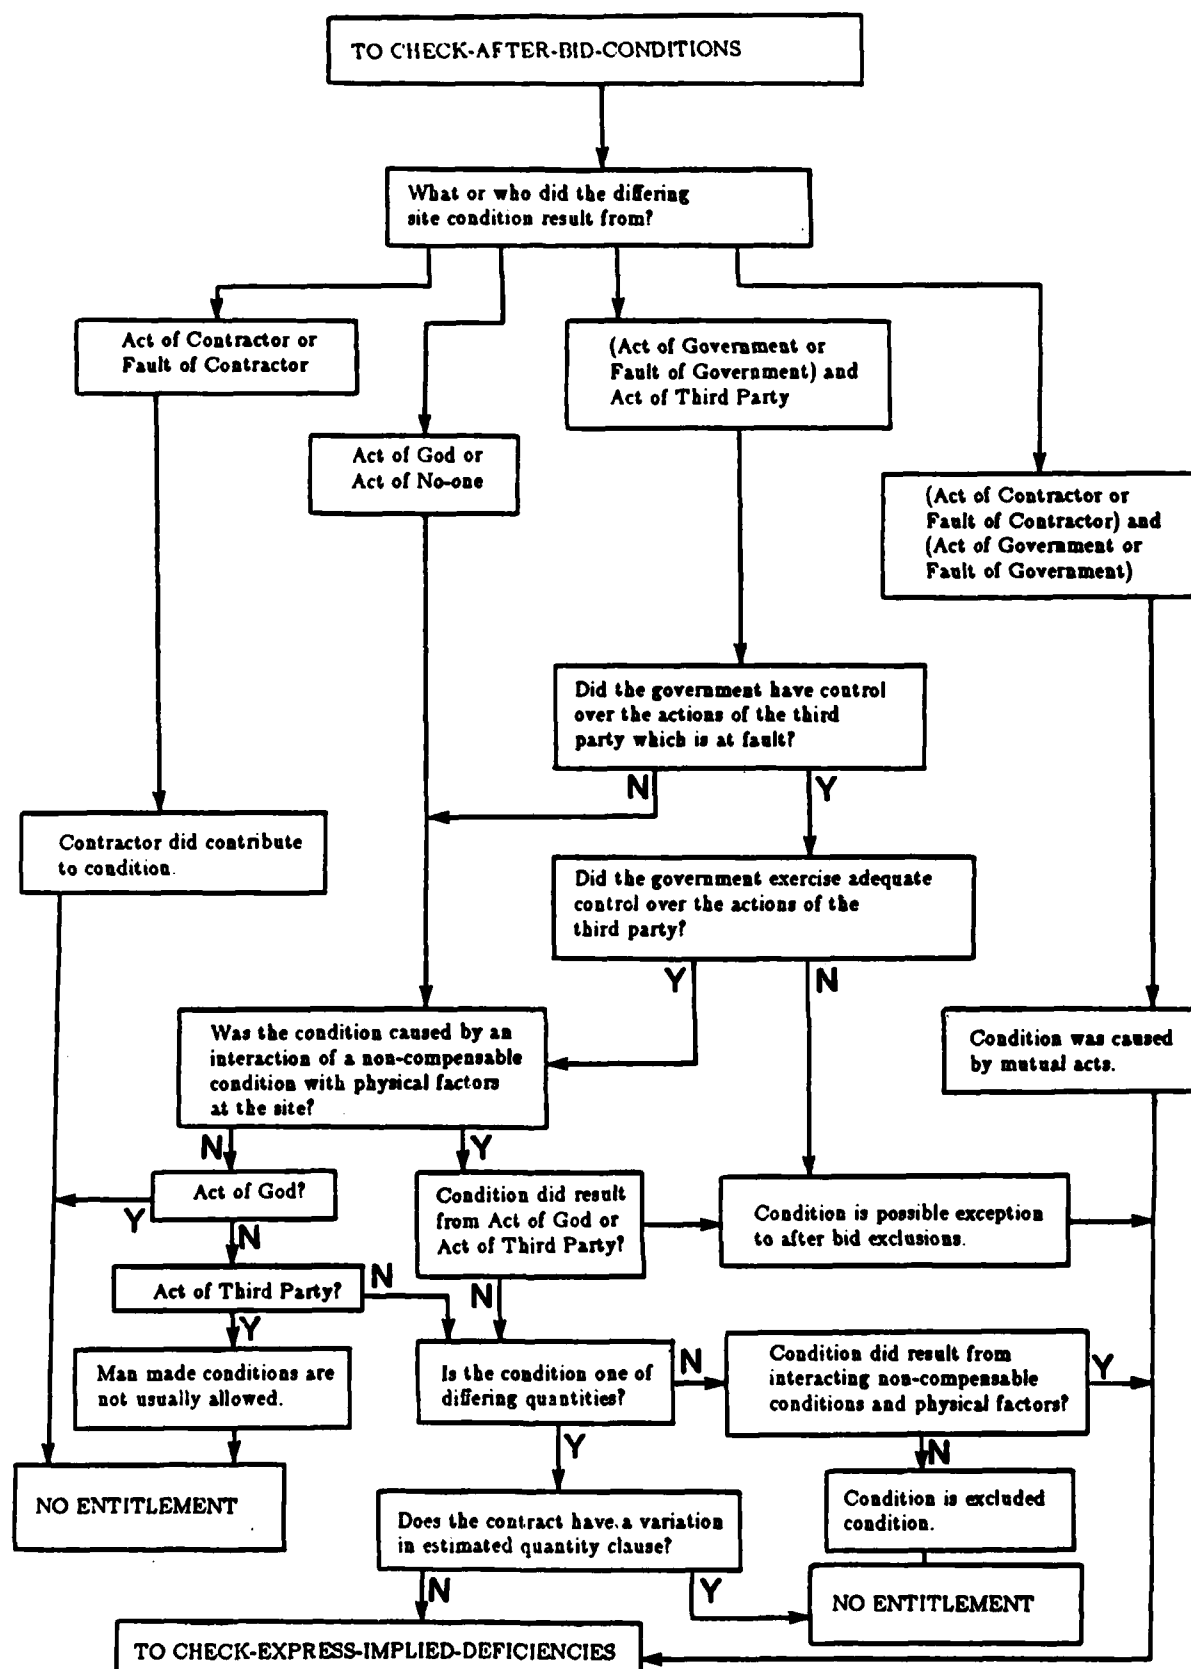 TO CHECK-AFTER-BID-CONDITIONS
What or who did the differing
site condition result from?
Act of Contractor or
Fault of Contractor
(Act of Government or
Fault of Government) and
Act of Third Party
Act of God or
Act of No-one
(Act of Contractor or
Fault of Contractor) and
(Act of Government or
Fault of Government)
Did the government have control
over the actions of the third
party which is at fault?
N
Y
Contractor did contribute
to condition.
Did the government exercise adequate
control over the actions of the
third party?
Y
N
Was the condition caused by an
interaction of a non-compensable
condition with physical factors
at the site?
Condition was caused
by mutual acts.
N
Y
Act of God?
Y
N
Condition did result
from Act of God or
Act of Third Party?
N
Condition is possible exception
to after bid exclusions.
Act of Third Party?
N
Y
Man made conditions are
not usually allowed.
Is the condition one of
differing quantities?
N
Y
Condition did result from
interacting non-compensable
conditions and physical factors?
Y
N
NO ENTITLEMENT
Does the contract have a variation
in estimated quantity clause?
N
Y
Condition is excluded
condition.
NO ENTITLEMENT
TO CHECK-EXPRESS-IMPLIED-DEFICIENCIES